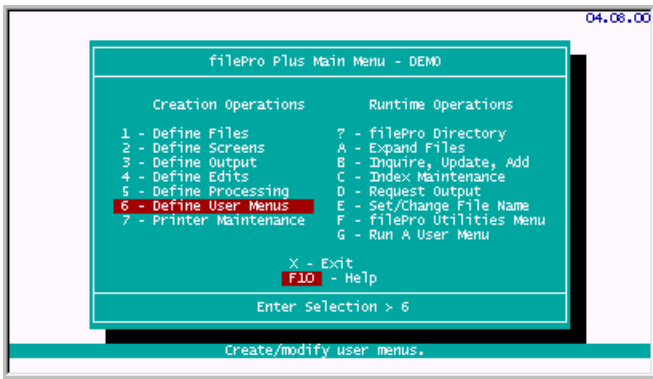 04.08.00
filePro Plus Main Menu - DEMO
Creation Operations
1 - Define Files
2 - Define Screens
3 - Define Output
4 - Define Edits
5 - Define Processing
6 - Define User Menus
7 - Printer Maintenance
Runtime Operations
? - filePro Directory
A - Expand Files
B - Inquire, Update, Add
C - Index Maintenance
D - Request Output
E - Set/Change File Name
F - filePro Utilities Menu
G - Run A User Menu
X - Exit
F10 - Help
Enter Selection > 6
Create/modify user menus.